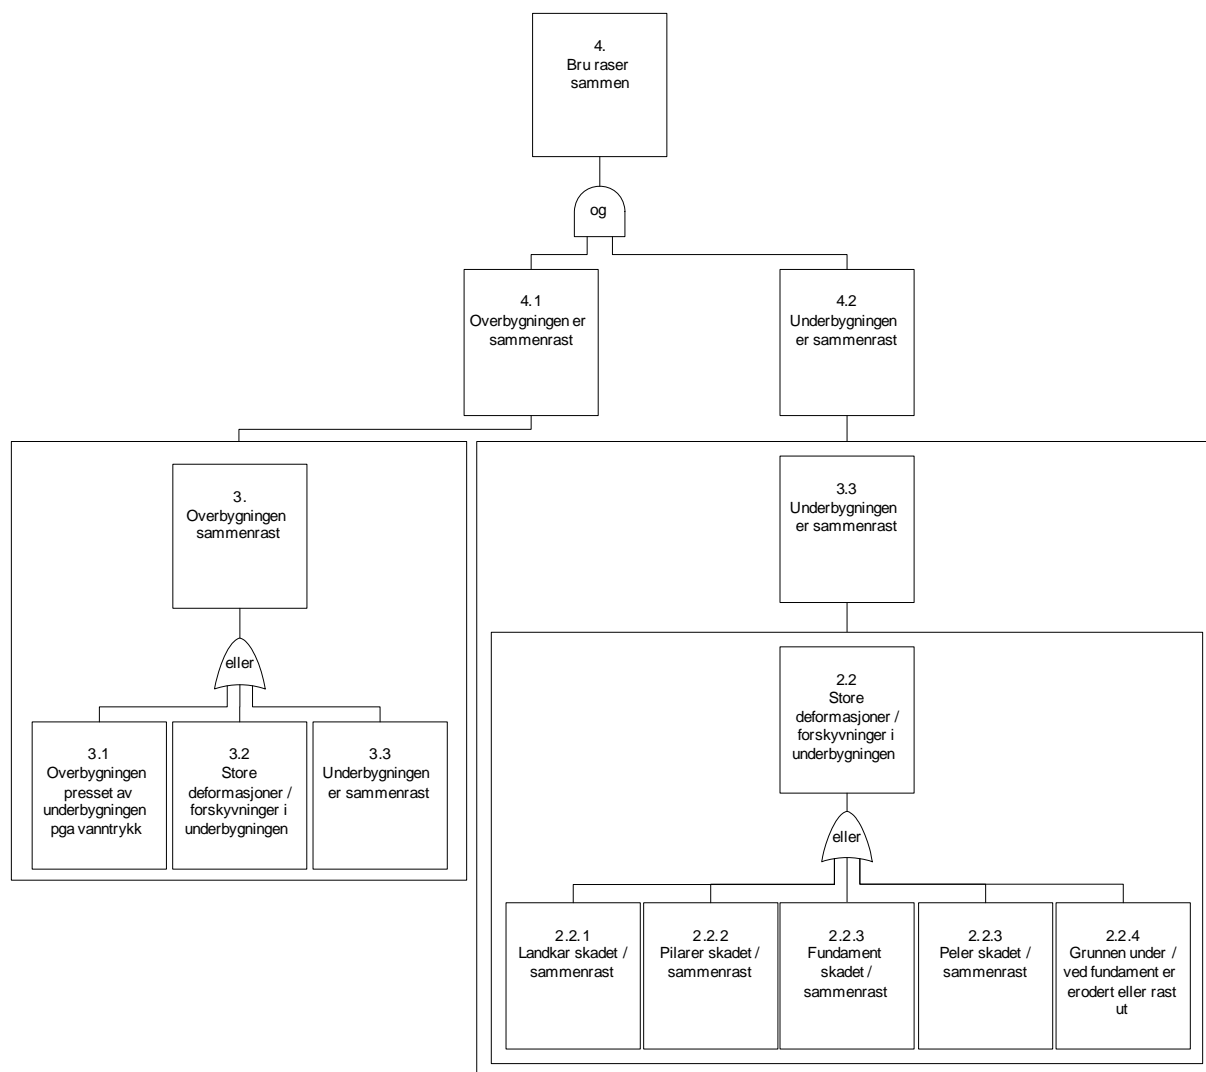 4.
Bru raser
sammen
og
4.1
Overbygningen er
sammenrast
4.2
Underbygningen
er sammenrast
3.
Overbygningen
sammenrast
eller
3.1
Overbygningen
presset av
underbygningen
pga vanntrykk
3.2
Store
deformasjoner /
forskyvninger i
underbygningen
3.3
Underbygningen
er sammenrast
3.3
Underbygningen
er sammenrast
2.2
Store
deformasjoner /
forskyvninger i
underbygningen
eller
2.2.1
Landkar skadet /
sammenrast
2.2.2
Pilarer skadet /
sammenrast
2.2.3
Fundament
skadet /
sammenrast
2.2.3
Peler skadet /
sammenrast
2.2.4
Grunnen under /
ved fundament er
erodert eller rast
ut